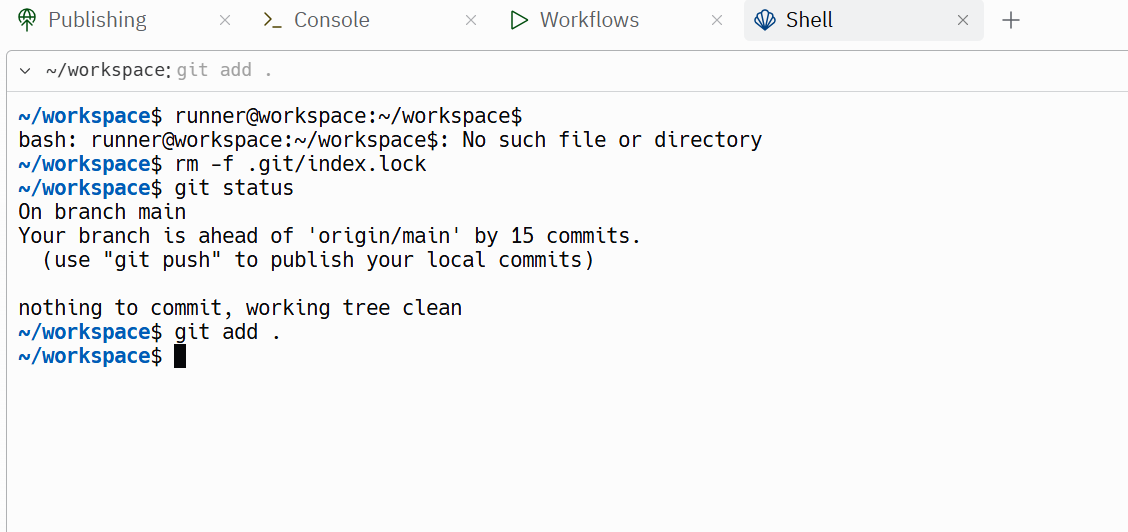 Publishing × Console × Workflows × Shell × +
~/workspace: git add .
~/workspace$ runner@workspace:~/workspace$
bash: runner@workspace:~/workspace$: No such file or directory
~/workspace$ rm -f .git/index.lock
~/workspace$ git status
On branch main
Your branch is ahead of 'origin/main' by 15 commits.
  (use "git push" to publish your local commits)

nothing to commit, working tree clean
~/workspace$ git add .
~/workspace$